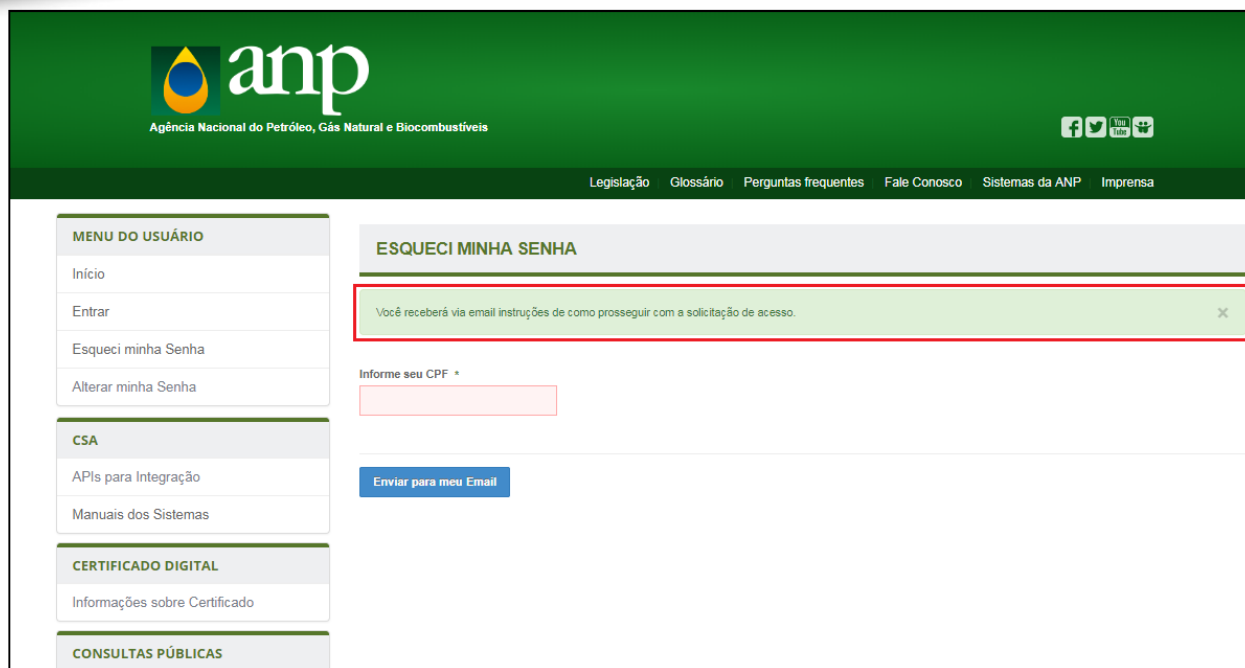 anp
Agência Nacional do Petróleo, Gás Natural e Biocombustíveis
You
Tube
Legislação Glossário Perguntas frequentes Fale Conosco Sistemas da ANP Imprensa
MENU DO USUÁRIO
Início
Entrar
Esqueci minha Senha
Alterar minha Senha
CSA
APIs para Integração
Manuais dos Sistemas
CERTIFICADO DIGITAL
Informações sobre Certificado
CONSULTAS PÚBLICAS
ESQUECI MINHA SENHA
Você receberá via email instruções de como prosseguir com a solicitação de acesso. ×
Informe seu CPF *
Enviar para meu Email